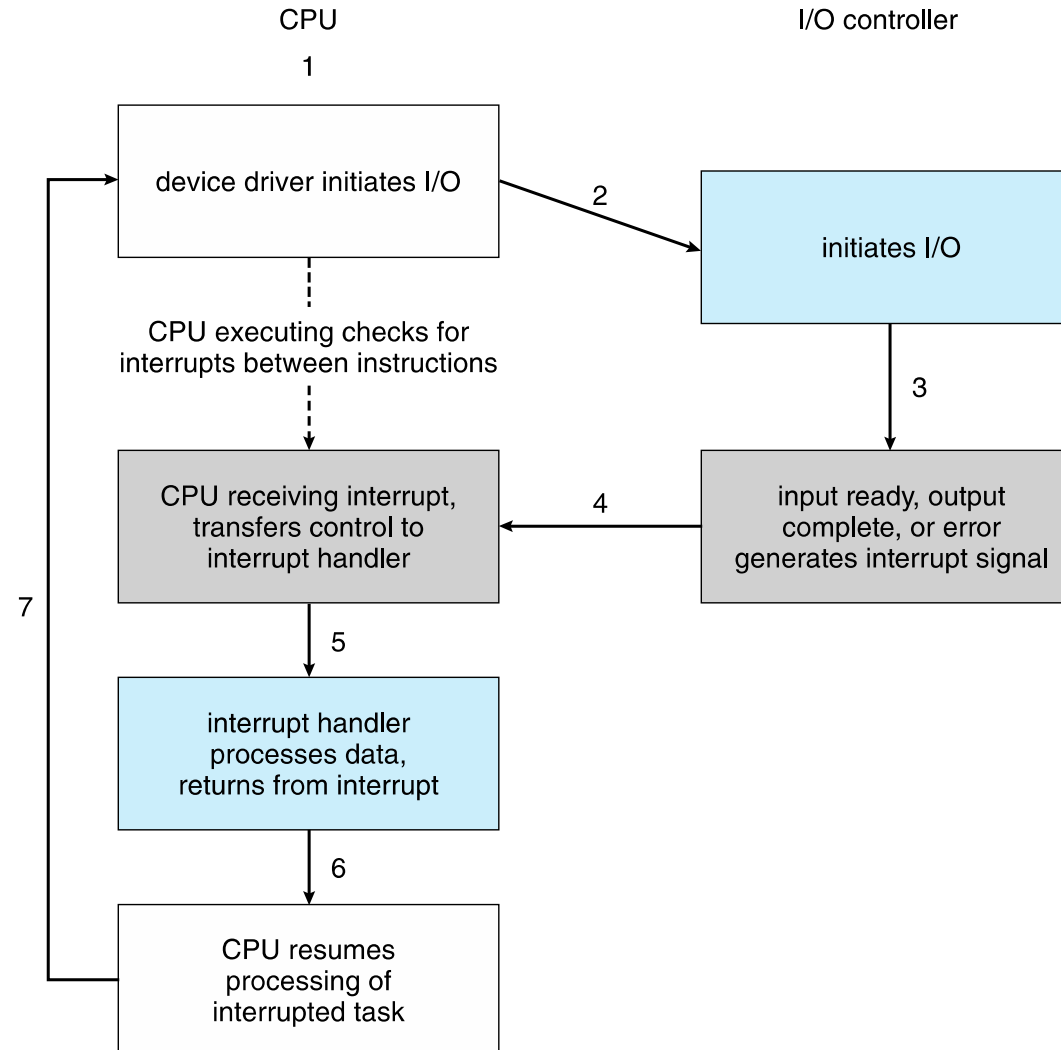 CPU
I/O controller
1
device driver initiates I/O
2
initiates I/O
CPU executing checks for
interrupts between instructions
3
CPU receiving interrupt,
transfers control to
interrupt handler
4
input ready, output
complete, or error
generates interrupt signal
7
5
interrupt handler
processes data,
returns from interrupt
6
CPU resumes
processing of
interrupted task